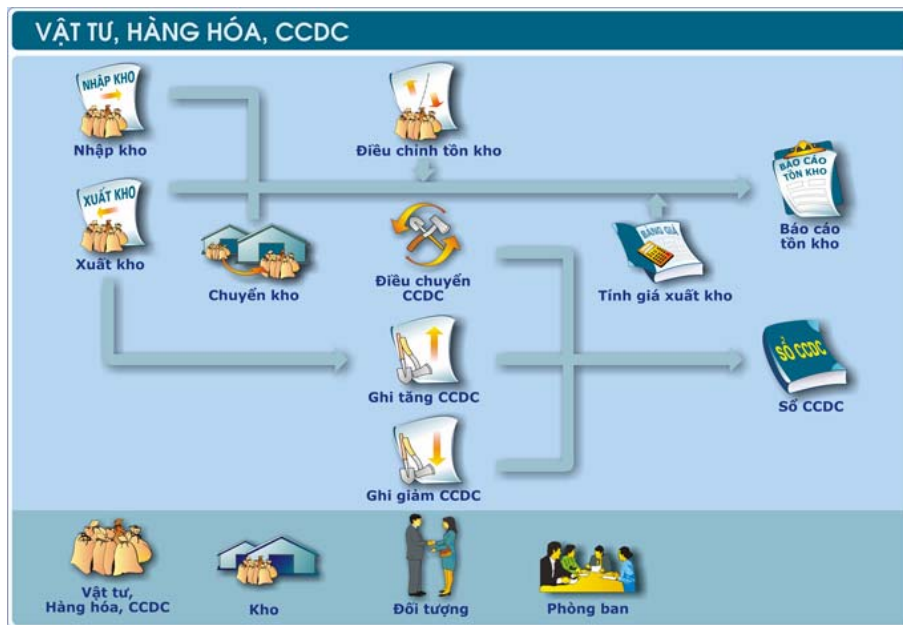 VẬT TƯ, HÀNG HÓA, CCDC
NHẬP KHO
Nhập kho
Điều chỉnh tồn kho
BÁO CÁO
TỒN KHO
Báo cáo
tồn kho
XUẤT KHO
Xuất kho
Chuyển kho
Điều chuyển
CCDC
BẢNG GIÁ
Tính giá xuất kho
Ghi tăng CCDC
SỔ CCDC
Sổ CCDC
Ghi giảm CCDC
Vật tư,
Hàng hóa, CCDC
Kho
Đối tượng
Phòng ban